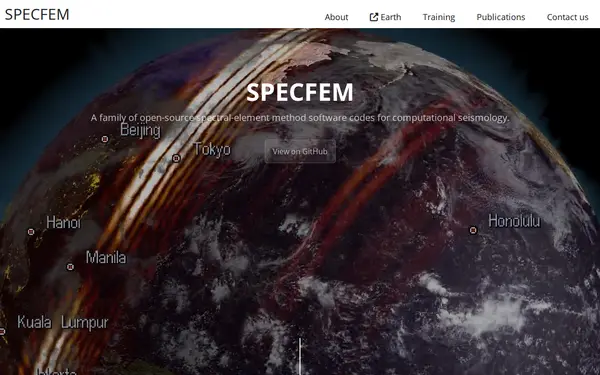 SPECFEM
About
Earth
Training
Publications
Contact us
SPECFEM
A family of open-source spectral-element method software codes for computational seismology.
Beijing
Tokyo
View on GitHub
Hanoi
Honolulu
Manila
Kuala Lumpur
Jakarta